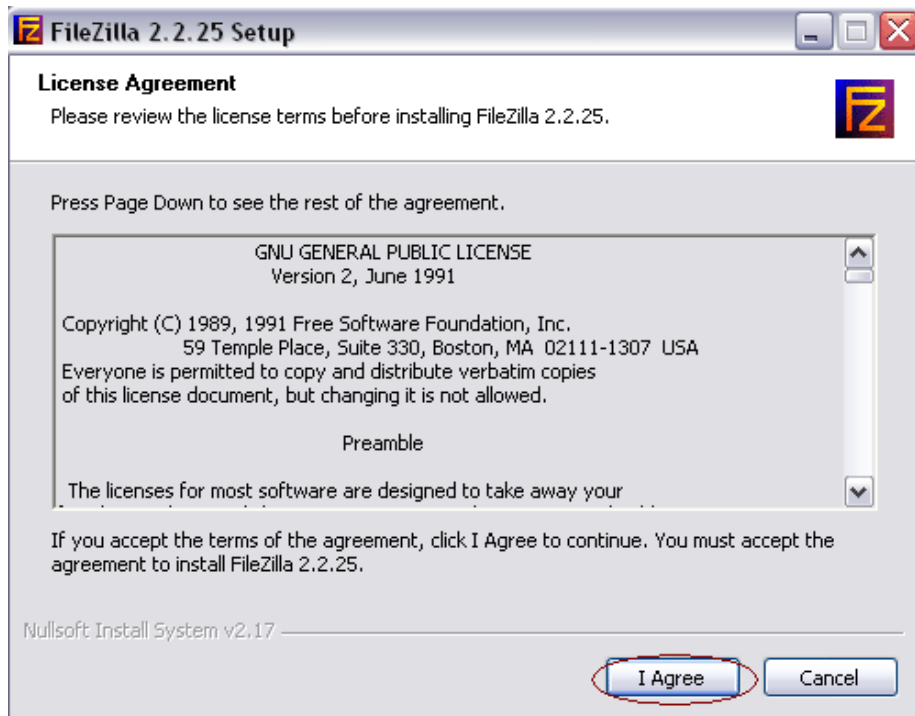 FileZilla 2.2.25 Setup
License Agreement
Please review the license terms before installing FileZilla 2.2.25.
FZ
Press Page Down to see the rest of the agreement.
GNU GENERAL PUBLIC LICENSE
Version 2, June 1991
Copyright (C) 1989, 1991 Free Software Foundation, Inc.
59 Temple Place, Suite 330, Boston, MA  02111-1307  USA
Everyone is permitted to copy and distribute verbatim copies
of this license document, but changing it is not allowed.
Preamble
The licenses for most software are designed to take away your
If you accept the terms of the agreement, click I Agree to continue. You must accept the
agreement to install FileZilla 2.2.25.
Nullsoft Install System v2.17
I Agree
Cancel